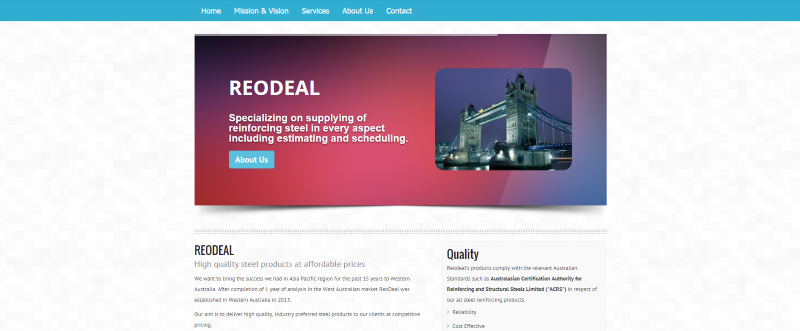 Home Mission & Vision Services About Us Contact
REODEAL
Specializing on supplying of
reinforcing steel in every aspect
including estimating and scheduling.
About Us
REODEAL
High quality steel products at affordable prices
We want to bring the success we had in Asia Pacific region for the past 15 years to Western
Australia. After completion of 1 year of analysis in the West Australian market ReoDeal was
established in Western Australia in 2013.
Our aim is to deliver high quality, industry preferred steel products to our clients at competitive
pricing.
Quality
Reodeal's products comply with the relevant Australian
Standards such as Australasian Certification Authority for
Reinforcing and Structural Steels Limited ("ACRS") in respect of
our all steel reinforcing products.
Reliability
Cost Effective